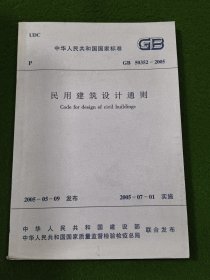 UDC
中华人民共和国国家标准
GB
P
GB 50352-2005
民用建筑设计通则
Code for design of civil buildings
2005-05-09 发布
2005-07-01 实施
中华人民共和国建设部
中华人民共和国国家质量监督检验检疫总局
联合发布